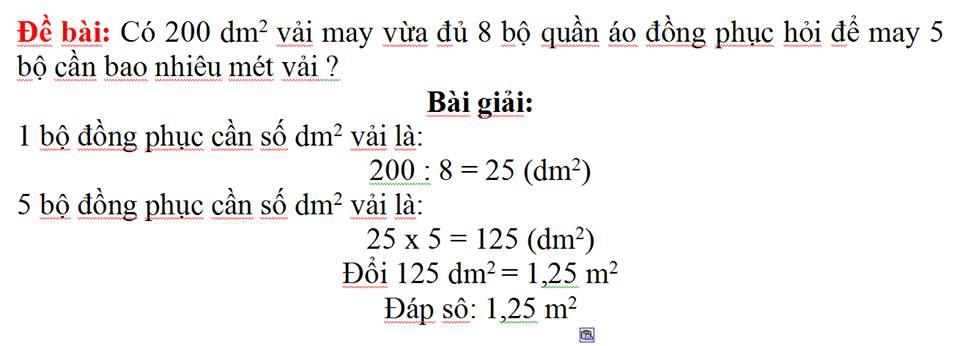 Đề bài: Có 200 dm² vải may vừa đủ 8 bộ quần áo đồng phục hỏi để may 5
bộ cần bao nhiêu mét vải ?
Bài giải:
1 bộ đồng phục cần số dm² vải là:
200 : 8 = 25 (dm²)
5 bộ đồng phục cần số dm² vải là:
25 x 5 = 125 (dm²)
Đổi 125 dm² = 1,25 m²
Đáp sô: 1,25 m²